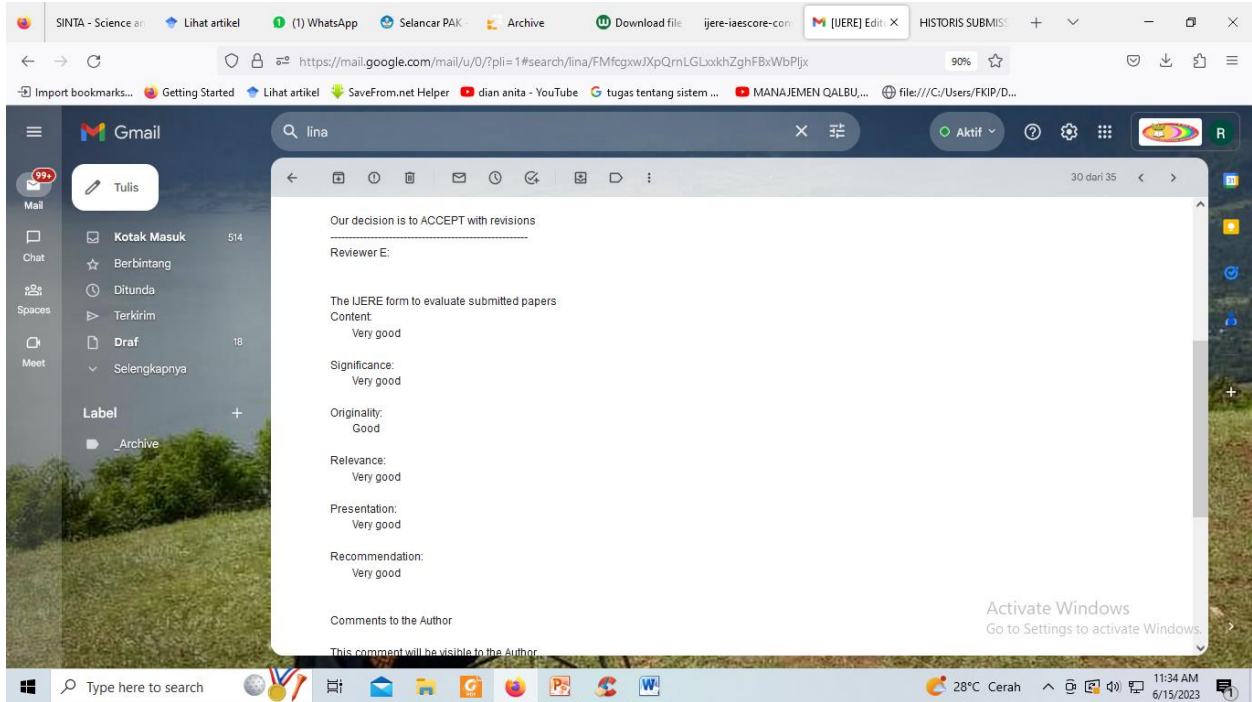 SINTA - Science an
Lihat artikel
(1) WhatsApp
Selancar PAK -
Archive
Download file
ijere-iaescore-com
[IJERE] Edito
HISTORIS SUBMISS
https://mail.google.com/mail/u/0/?pli=1#search/lina/FMfcgxwJXpQrnLGLxxkhZghFBxWbPljx
90%
Import bookmarks...
Getting Started
Lihat artikel
SaveFrom.net Helper
dian anita - YouTube
tugas tentang sistem ...
MANAJEMEN QALBU,...
file:///C:/Users/FKIP/D...
Gmail
lina
Aktif
R
99+
Mail
Chat
Spaces
Meet
Tulis
Kotak Masuk 514
Berbintang
Ditunda
Terkirim
Draf 18
Selengkapnya
Label
_Archive
30 dari 35
Our decision is to ACCEPT with revisions
------------------------------------------------------
Reviewer E:
The IJERE form to evaluate submitted papers
Content:
Very good
Significance:
Very good
Originality:
Good
Relevance:
Very good
Presentation:
Very good
Recommendation:
Very good
Comments to the Author
This comment will be visible to the Author
31
Activate Windows
Go to Settings to activate Windows.
Type here to search
28°C Cerah
11:34 AM
6/15/2023
1